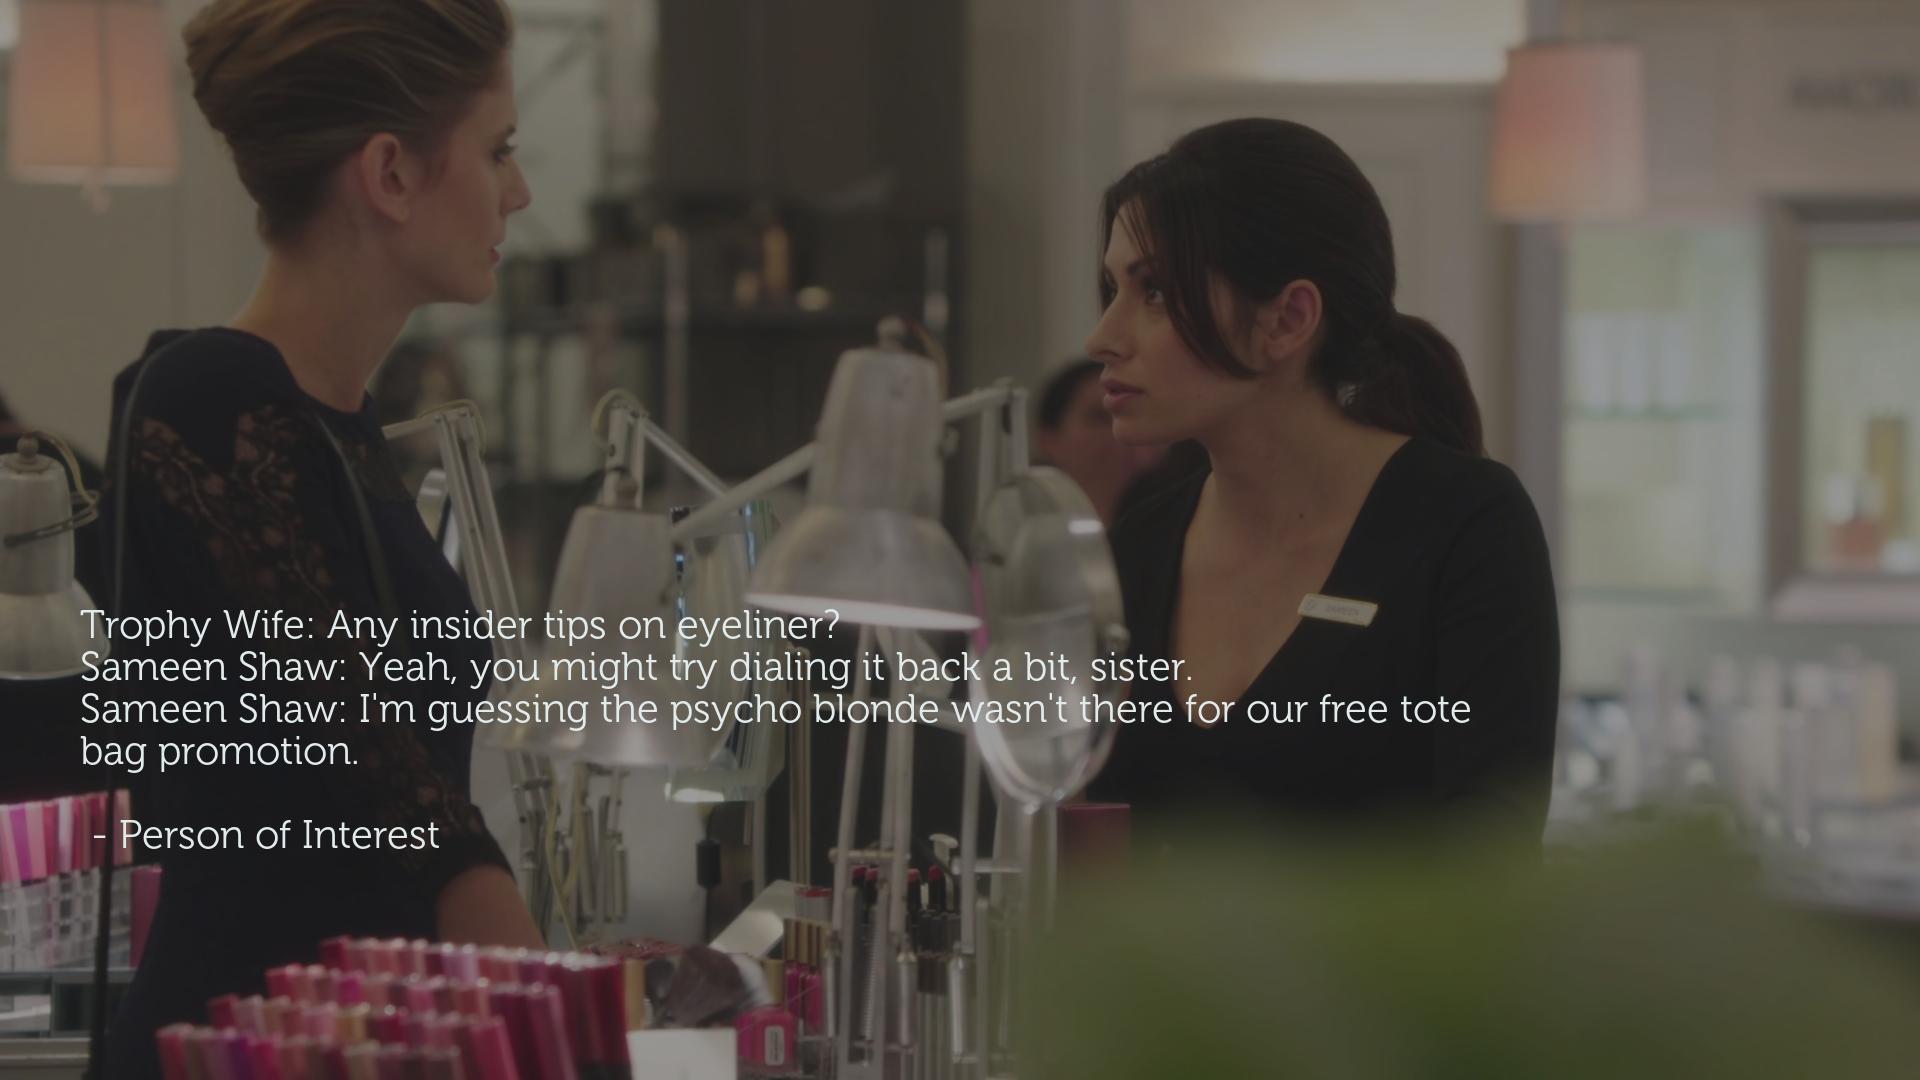 Trophy Wife: Any insider tips on eyeliner?
Sameen Shaw: Yeah, you might try dialing it back a bit, sister.
Sameen Shaw: I'm guessing the psycho blonde wasn't there for our free tote
bag promotion.
- Person of Interest
SAMEEN